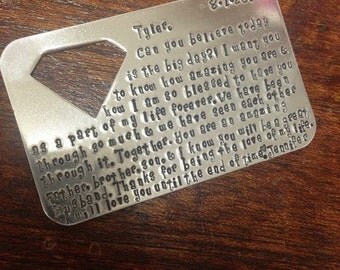 Tyler,
Can you believe today
is the big day? I want you
to know how amazing you are &
how I am so blessed to have you
as a part of my life forever. We have
been through so much & we have seen each other
through it. Together, you are an amazing
father, brother, son, & I know you will be a great
husband. Thanks for being the love of my life.
I will love you until the end of time, Jennifer